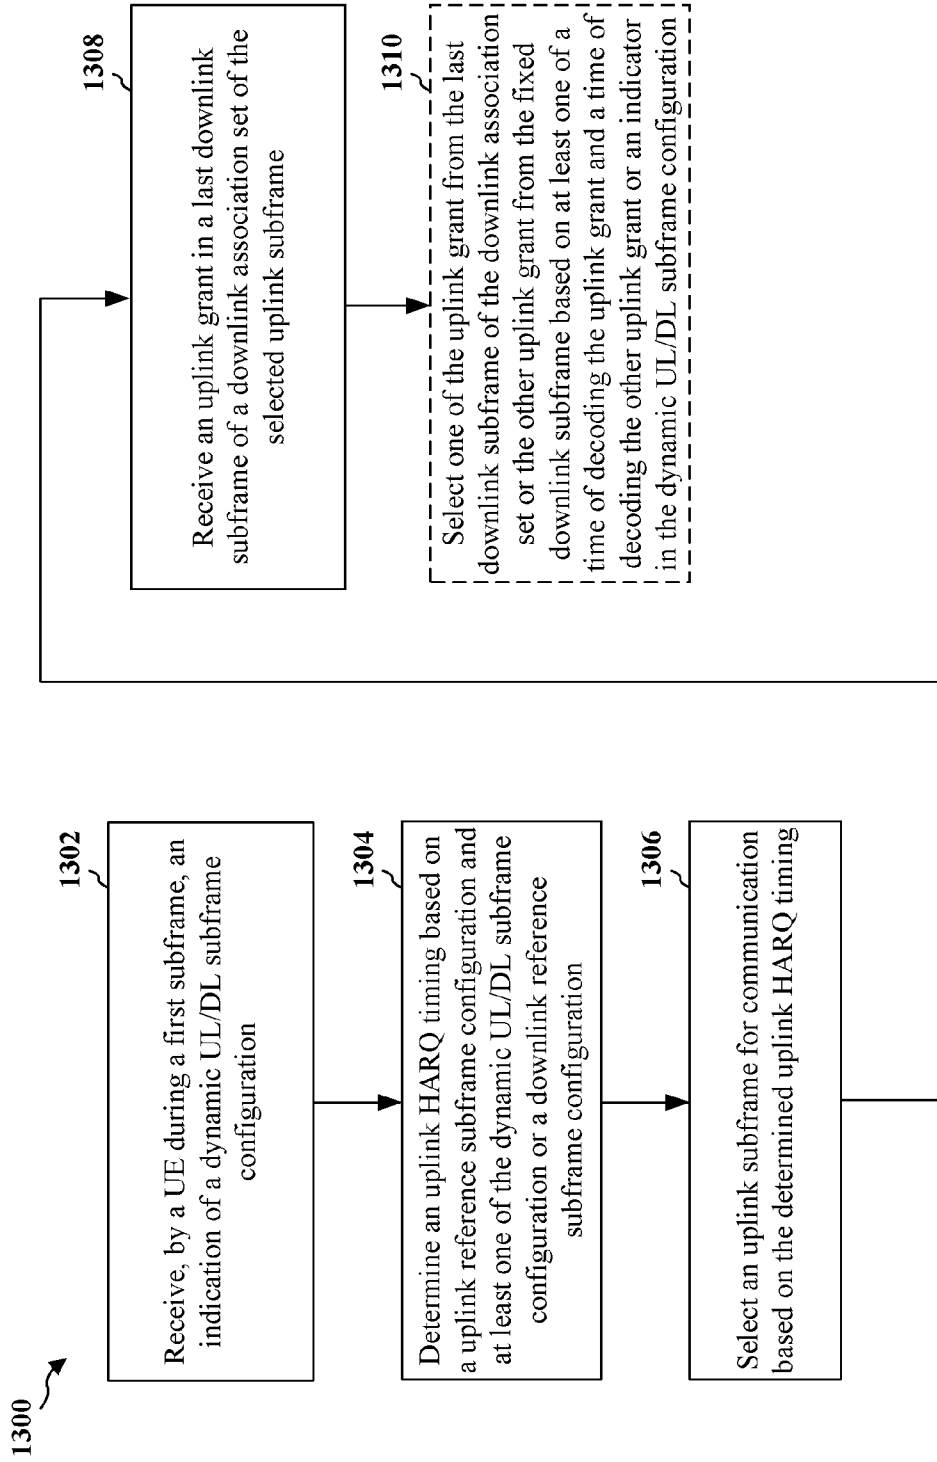 1300
1302
Receive, by a UE during a first subframe, an
indication of a dynamic UL/DL subframe
configuration
1304
Determine an uplink HARQ timing based on
a uplink reference subframe configuration and
at least one of the dynamic UL/DL subframe
configuration or a downlink reference
subframe configuration
1306
Select an uplink subframe for communication
based on the determined uplink HARQ timing
1308
Receive an uplink grant in a last downlink
subframe of a downlink association set of the
selected uplink subframe
1310
Select one of the uplink grant from the last
downlink subframe of the downlink association
set or the other uplink grant from the fixed
downlink subframe based on at least one of a
time of decoding the uplink grant and a time of
decoding the other uplink grant or an indicator
in the dynamic UL/DL subframe configuration